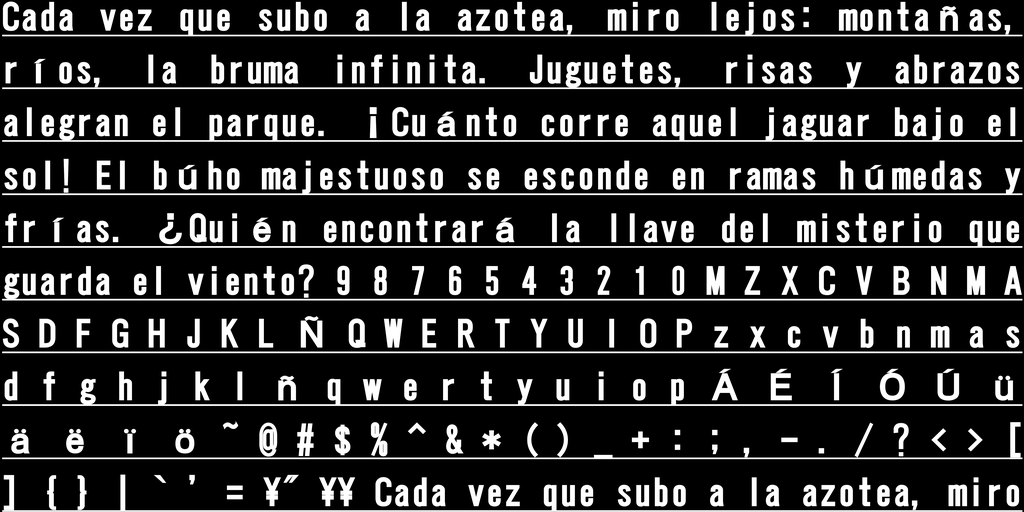 Cada vez que subo a la azotea, miro lejos: montañas,
ríos, la bruma infinita. Juguetes, risas y abrazos
alegran el parque. ¡Cuánto corre aquel jaguar bajo el
sol! El búho majestuoso se esconde en ramas húmedas y
frías. ¿Quién encontrará la llave del misterio que
guarda el viento? 9 8 7 6 5 4 3 2 1 0 M Z X C V B N M A
S D F G H J K L Ñ Q W E R T Y U I O P z x c v b n m a s
d f g h j k l ñ q w e r t y u i o p Á É Í Ó Ú ü
ä ë ï ö ~ @ # $ % ^ & * ( ) _ + : ; , - . / ? < > [
] { } | ` ' = ¥″ ¥¥ Cada vez que subo a la azotea, miro